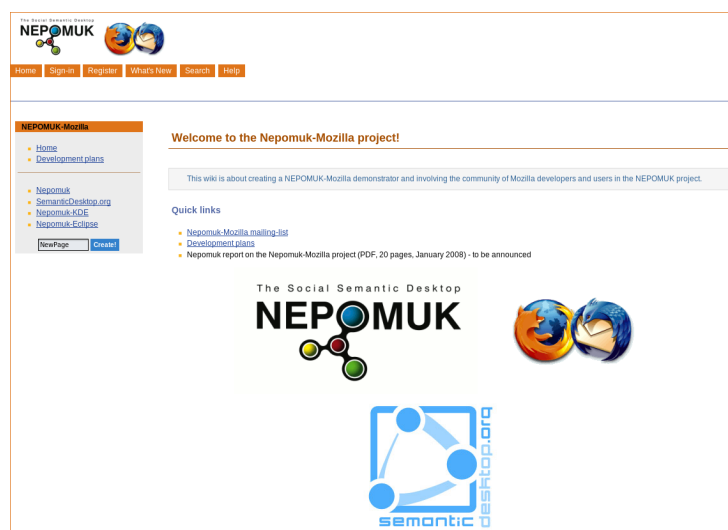 The Social Semantic Desktop
NEPOMUK
Home Sign-in Register What's New Search Help
NEPOMUK-Mozilla
Home
Development plans
Nepomuk
SemanticDesktop.org
Nepomuk-KDE
Nepomuk-Eclipse
NewPage Create!
Welcome to the Nepomuk-Mozilla project!
This wiki is about creating a NEPOMUK-Mozilla demonstrator and involving the community of Mozilla developers and users in the NEPOMUK project.
Quick links
Nepomuk-Mozilla mailing-list
Development plans
Nepomuk report on the Nepomuk-Mozilla project (PDF, 20 pages, January 2008) - to be announced
The Social Semantic Desktop
NEPOMUK
semantic
desktop.org